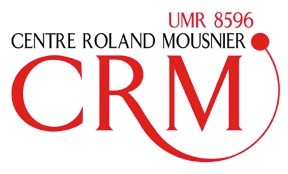 UMR 8596
CENTRE ROLAND MOUSNIER
CRM